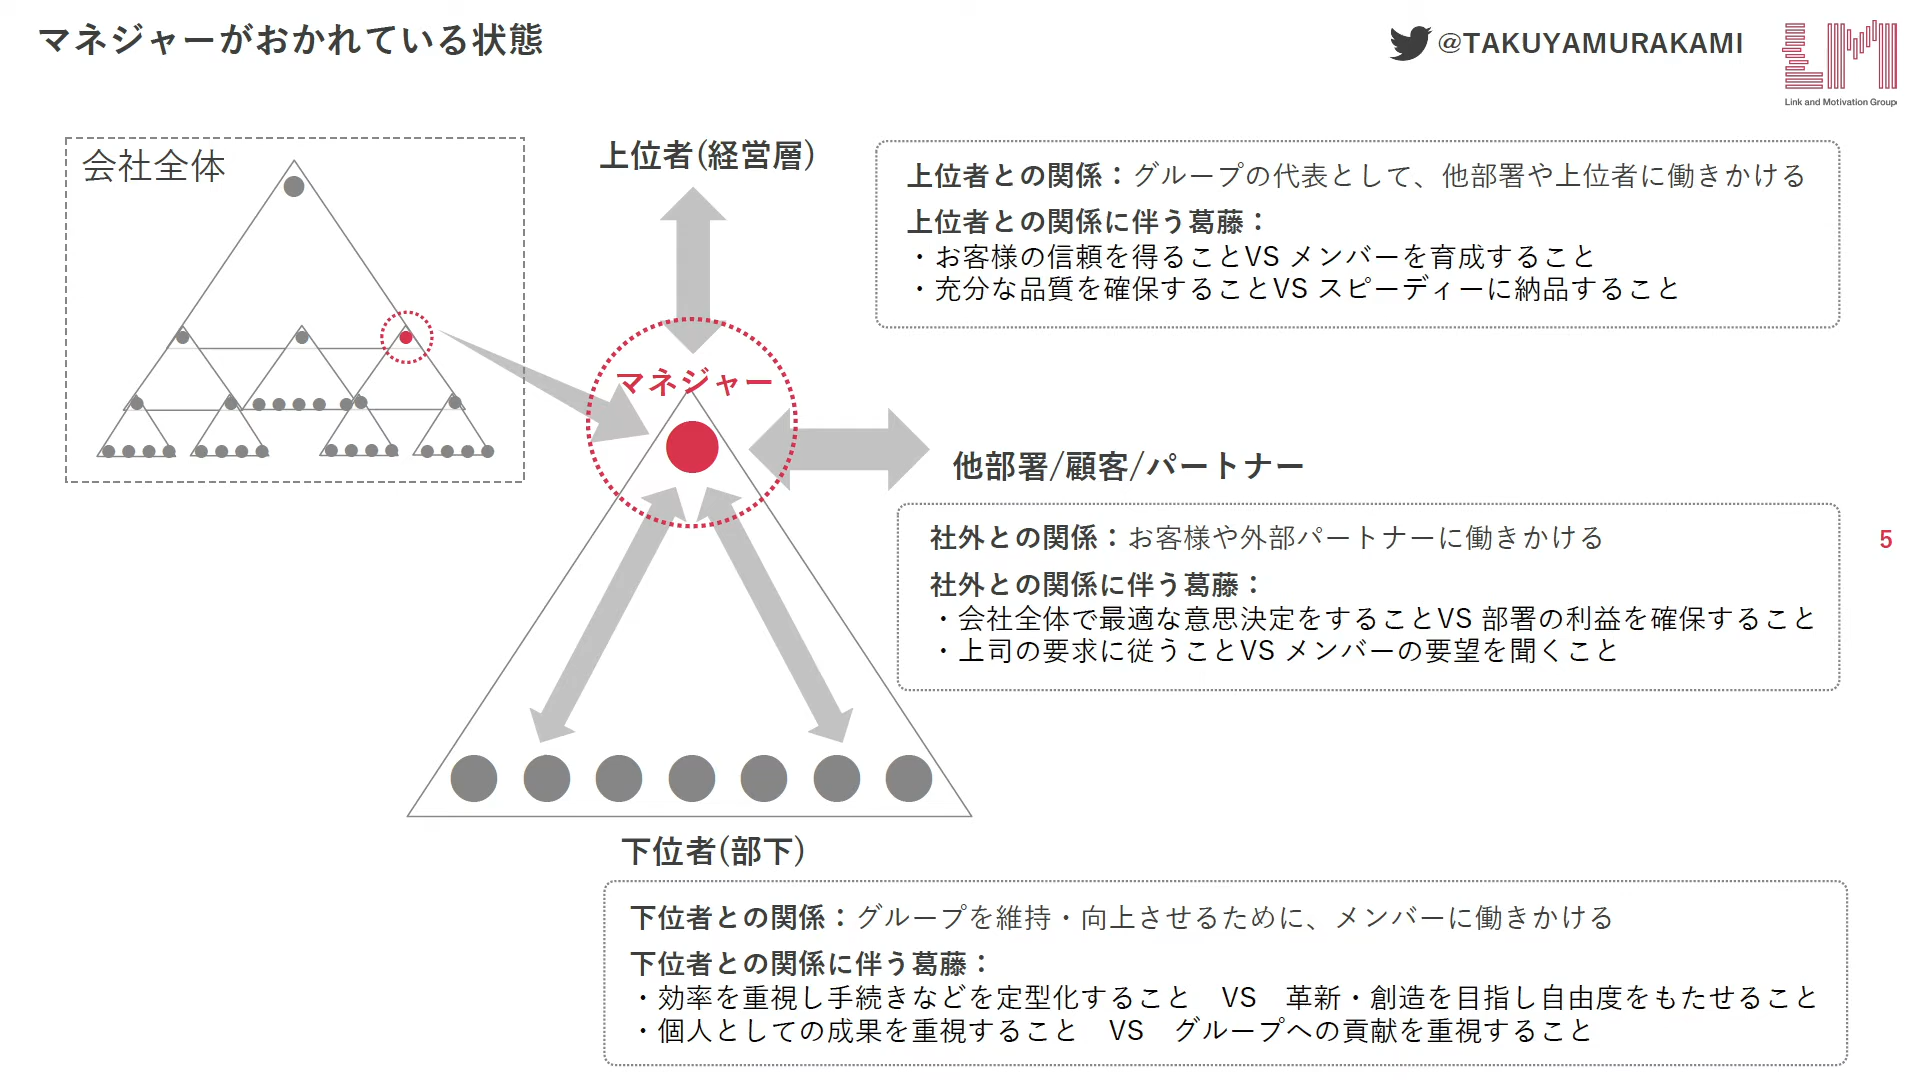 マネジャーがおかれている状態
@TAKUYAMURAKAMI
Link and Motivation Group
会社全体
上位者(経営層)
上位者との関係：グループの代表として、他部署や上位者に働きかける
上位者との関係に伴う葛藤：
・お客様の信頼を得ることVS メンバーを育成すること
・充分な品質を確保することVS スピーディーに納品すること
マネジャー
他部署/顧客/パートナー
社外との関係：お客様や外部パートナーに働きかける
社外との関係に伴う葛藤：
・会社全体で最適な意思決定をすることVS 部署の利益を確保すること
・上司の要求に従うことVS メンバーの要望を聞くこと
5
下位者(部下)
下位者との関係：グループを維持・向上させるために、メンバーに働きかける
下位者との関係に伴う葛藤：
・効率を重視し手続きなどを定型化すること　VS　革新・創造を目指し自由度をもたせること
・個人としての成果を重視すること　VS　グループへの貢献を重視すること